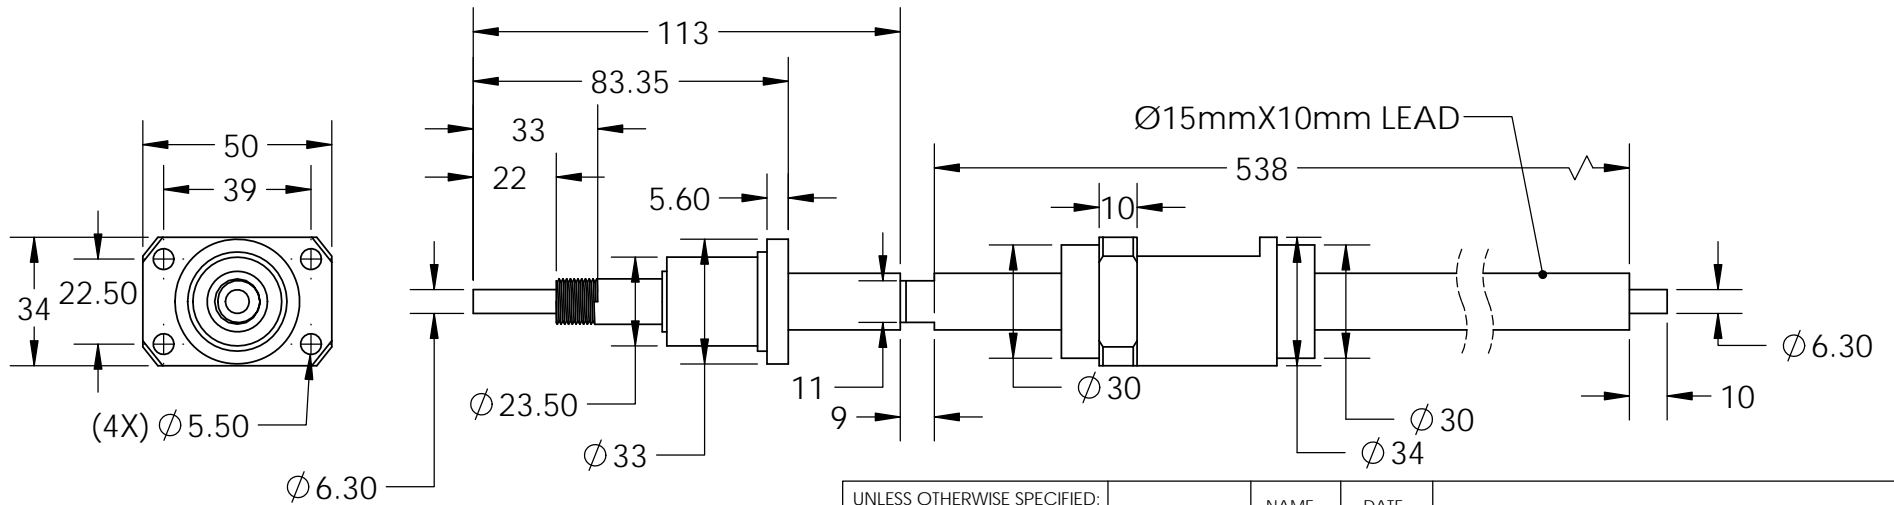 113
83.35
Ø15mmX10mm LEAD
33
50
538
22
39
5.60
10
22.50
34
Ø6.30
11
Ø30
10
Ø23.50
9
Ø30
(4X) Ø5.50
Ø33
Ø34
Ø6.30
UNLESS OTHERWISE SPECIFIED:
NAME
DATE